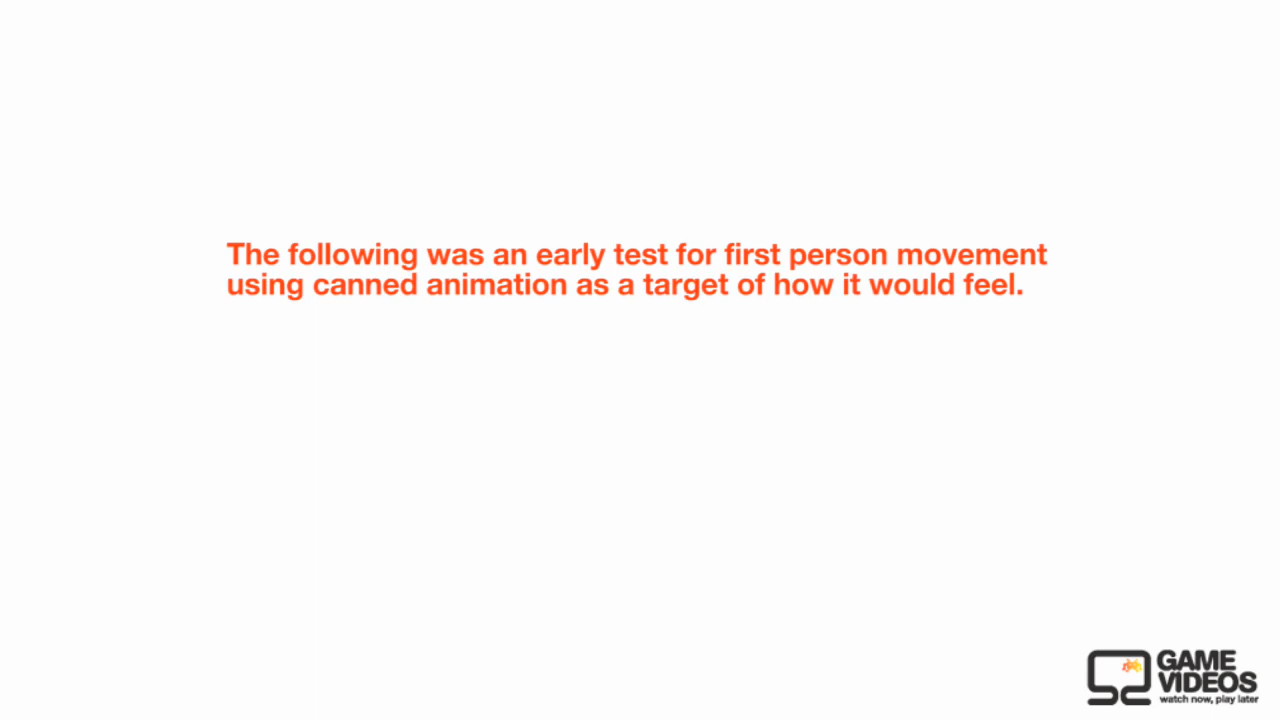 The following was an early test for first person movement
using canned animation as a target of how it would feel.
GAME
VIDEOS
watch now, play later